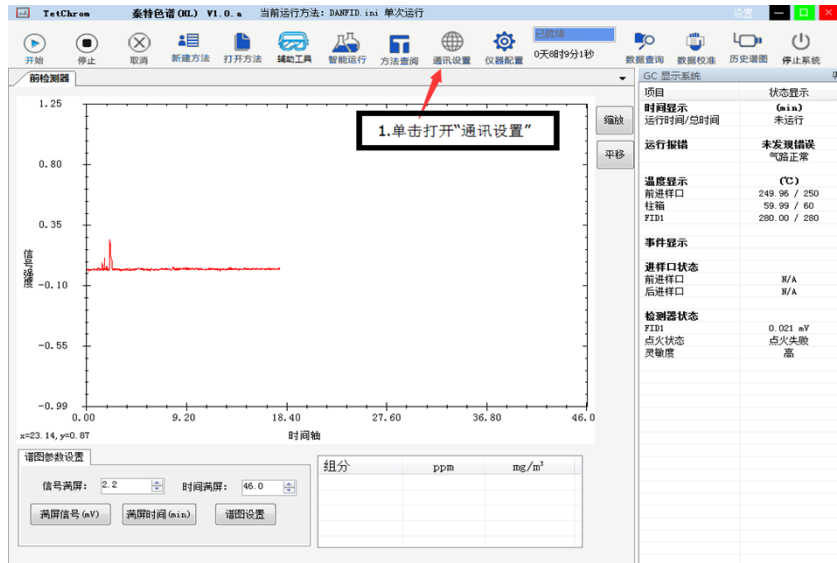 TetChrom 泰特色谱(OKL) V1.0.a 当前运行方法: DANFID.ini 单次运行 设置
开始 停止 取消 新建方法 打开方法 辅助工具 智能运行 方法查阅 通讯设置 仪器配置 0天08时9分1秒 数据查询 数据校准 历史谱图 停止系统
前检测器
GC 显示系统
1.单击打开“通讯设置”
缩放
平移
1.25
0.80
0.35
-0.10
-0.55
-0.99
信号强度
0.00 9.20 18.40 27.60 36.80 46.0
x=23.14,y=0.87 时间轴
项目 状态显示
时间显示 (min)
运行时间/总时间 未运行
运行报错 未发现错误
气路正常
温度显示 (℃)
前进样口 249.96 / 250
柱箱 59.99 / 60
FID1 280.00 / 280
事件显示
进样口状态
前进样口 N/A
后进样口 N/A
检测器状态
FID1 0.021 mV
点火状态 点火失败
灵敏度 高
谱图参数设置
信号满屏: 2.2 时间满屏: 46.0
满屏信号(mV) 满屏时间(min) 谱图设置
组分 ppm mg/m³